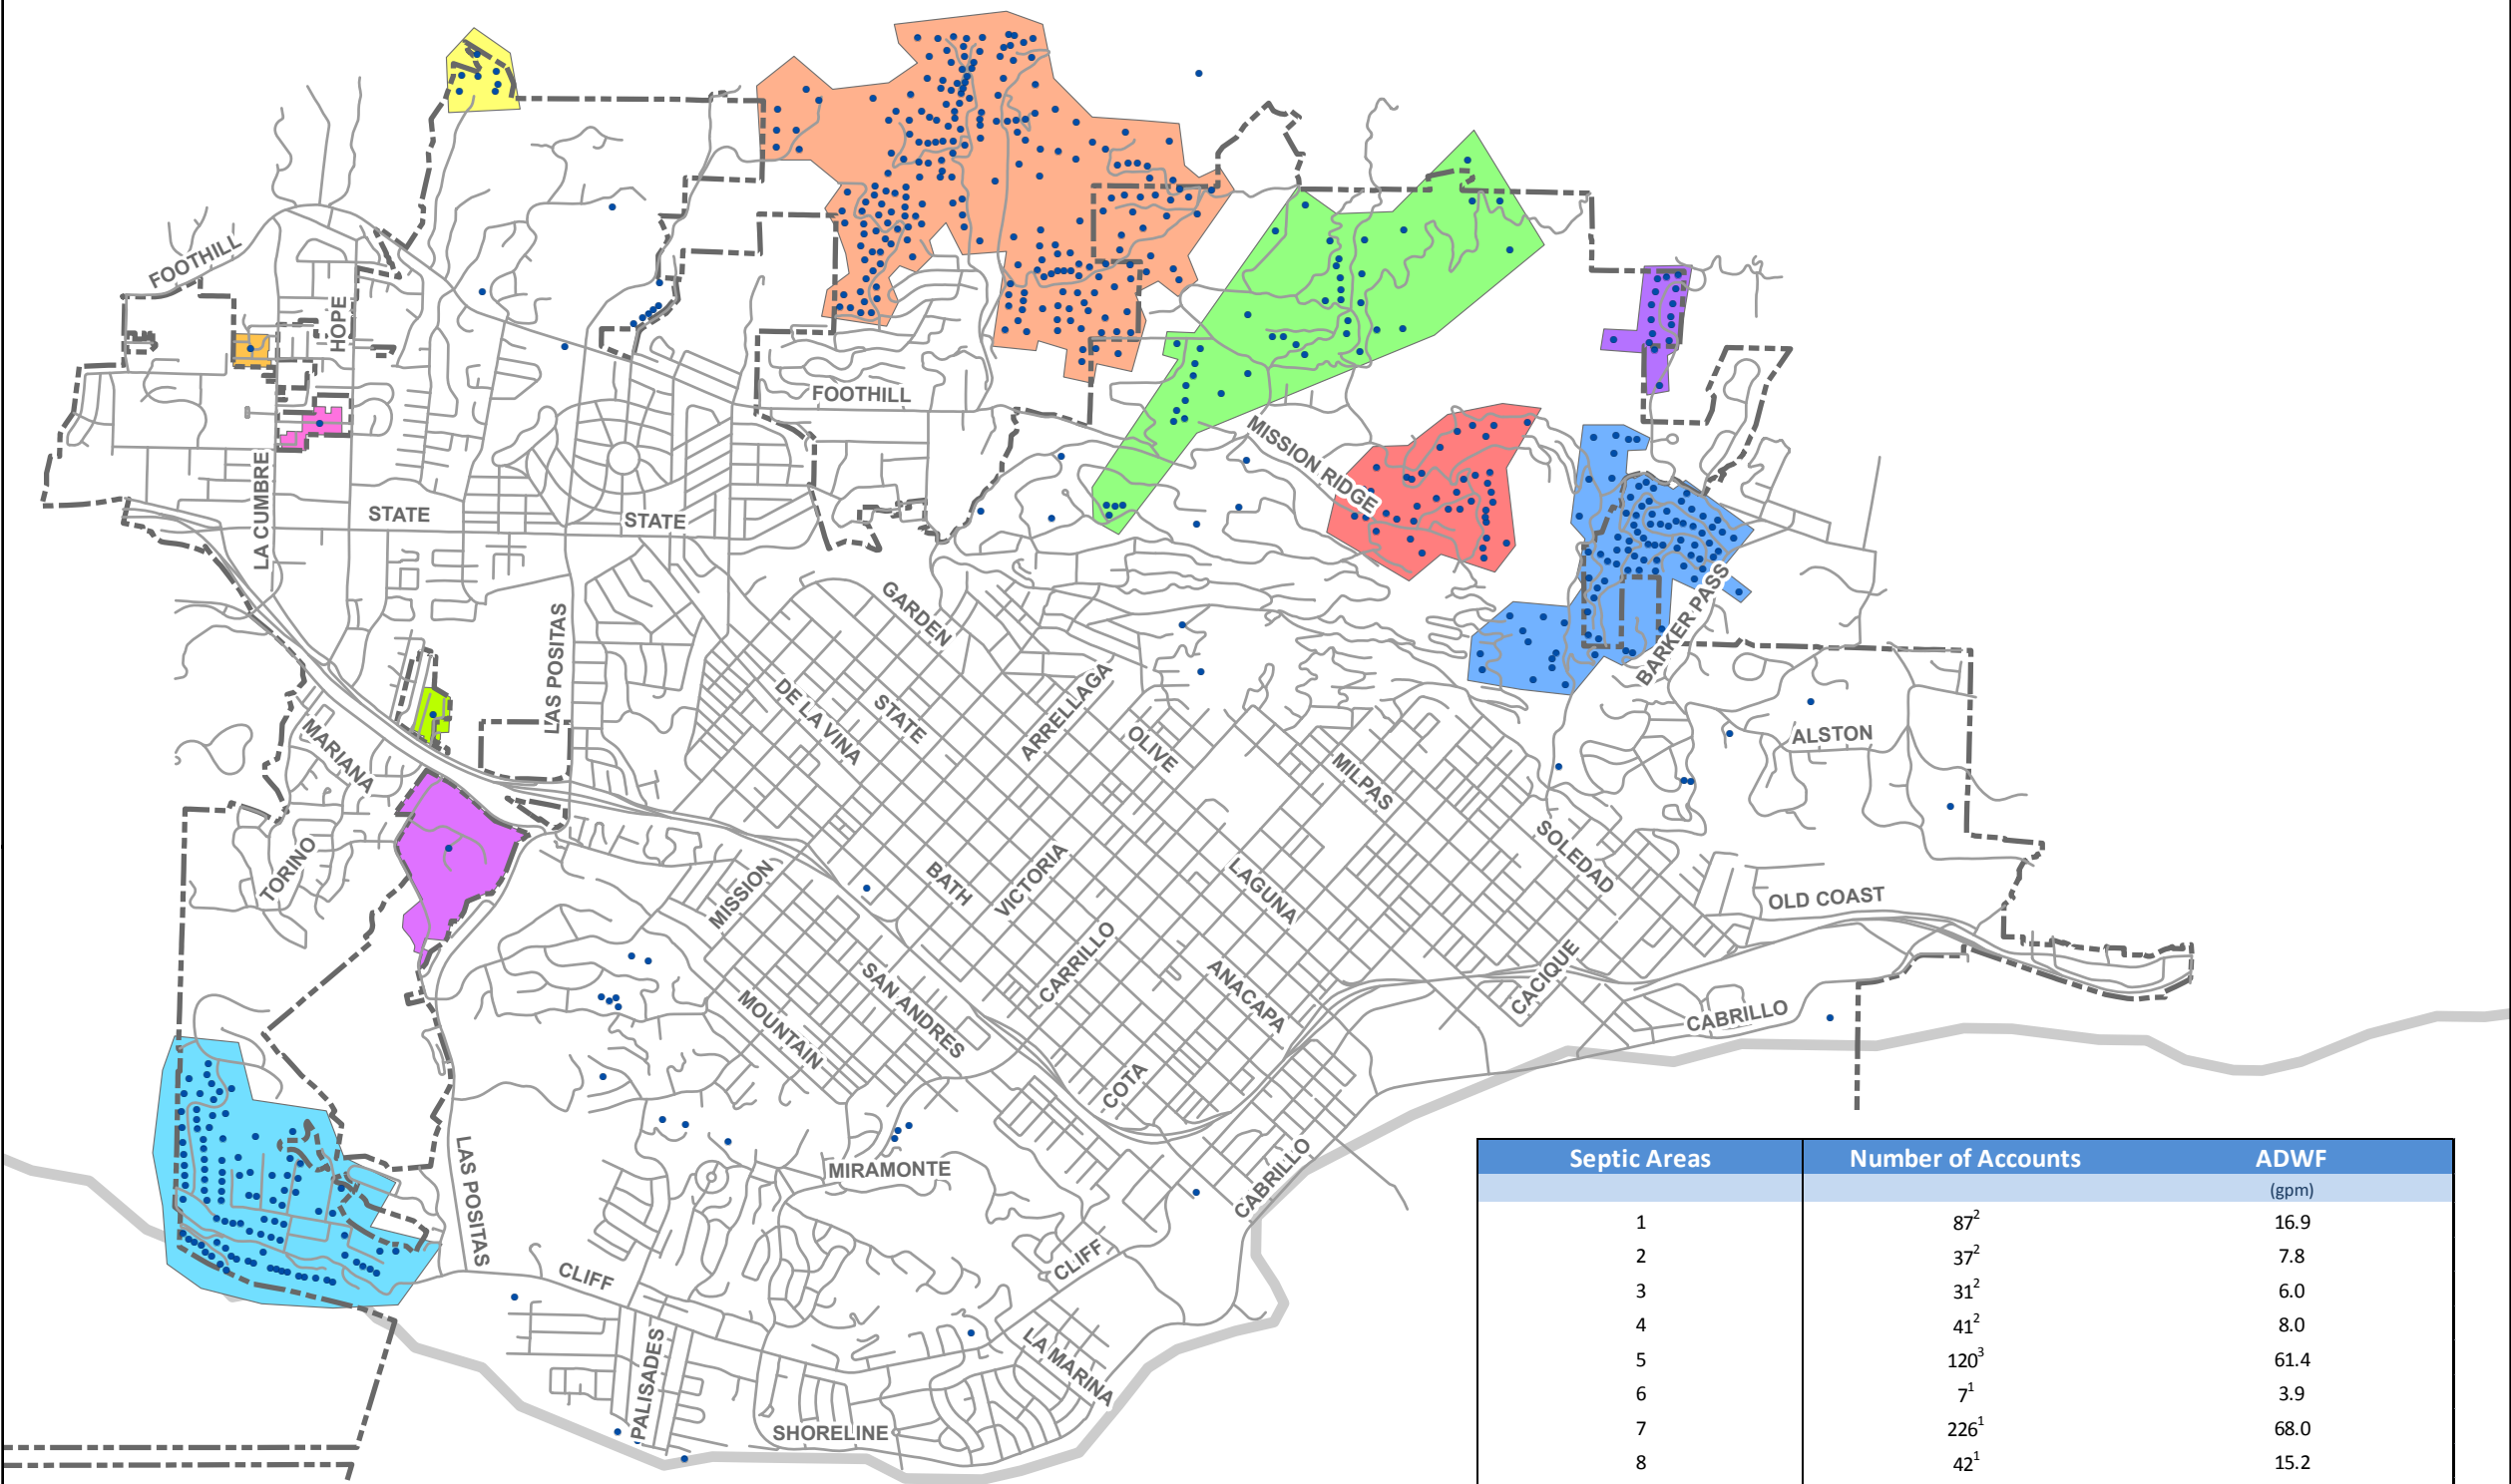 FOOTHILL
HOPE
FOOTHILL
LA CUMBRE
MISSION RIDGE
STATE
STATE
LAS POSITAS
GARDEN
BARKER PASS
DE LA VINA
STATE
ARRELLAGA
OLIVE
MARIANA
MILPAS
ALSTON
TORINO
MISSION
BATH
VICTORIA
LAGUNA
SOLEDAD
OLD COAST
MOUNTAIN
SAN ANDRES
CARRILLO
ANACAPA
CACIQUE
CABRILLO
COTA
LAS POSITAS
MIRAMONTE
CABRILLO
CLIFF
CLIFF
PALISADES
LA MARINA
SHORELINE
Septic Areas Number of Accounts ADWF
(gpm)
1 87² 16.9
2 37² 7.8
3 31² 6.0
4 41² 8.0
5 120³ 61.4
6 7¹ 3.9
7 226¹ 68.0
8 42¹ 15.2